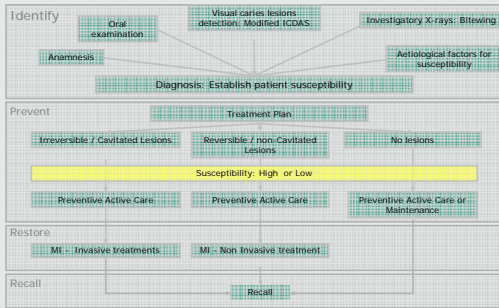 Identify
Oral
examination
Visual caries lesions
detection: Modified ICDAS
Investigatory X-rays: Bitewing
Anamnesis
Aetiological factors for
susceptibility
Diagnosis: Establish patient susceptibility
Prevent
Treatment Plan
Irreversible / Cavitated Lesions
Reversible / non-Cavitated
Lesions
No lesions
Susceptibility: High or Low
Preventive Active Care
Preventive Active Care
Preventive Active Care or
Maintenance
Restore
MI – Invasive treatments
MI – Non Invasive treatment
Recall
Recall